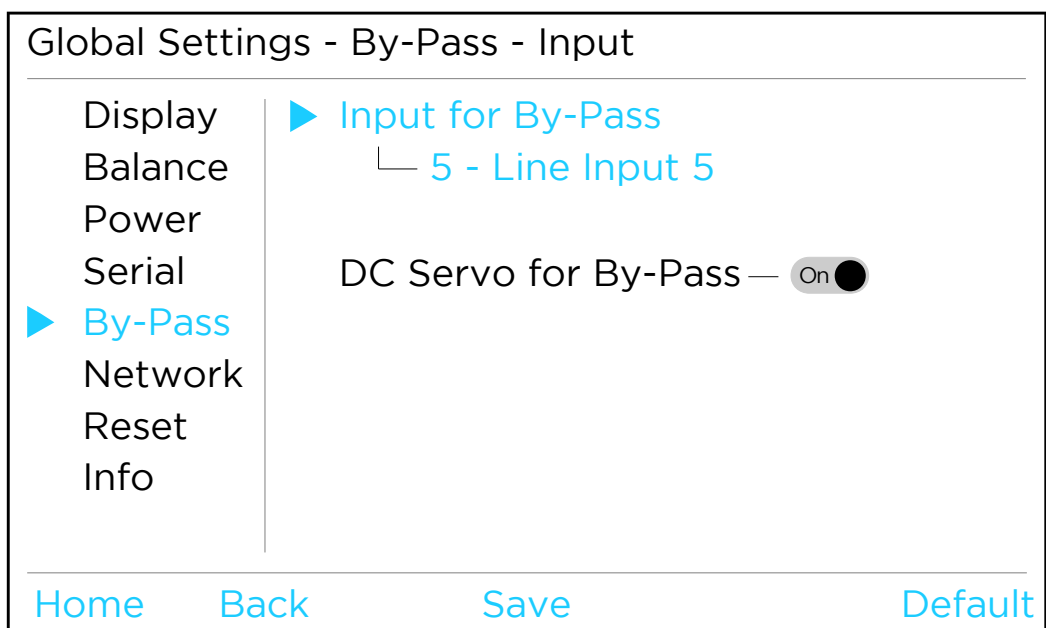 Global Settings - By-Pass - Input
Display
Balance
Power
Serial
By-Pass
Network
Reset
Info
Input for By-Pass
5 - Line Input 5
DC Servo for By-Pass
On
Home Back Save Default